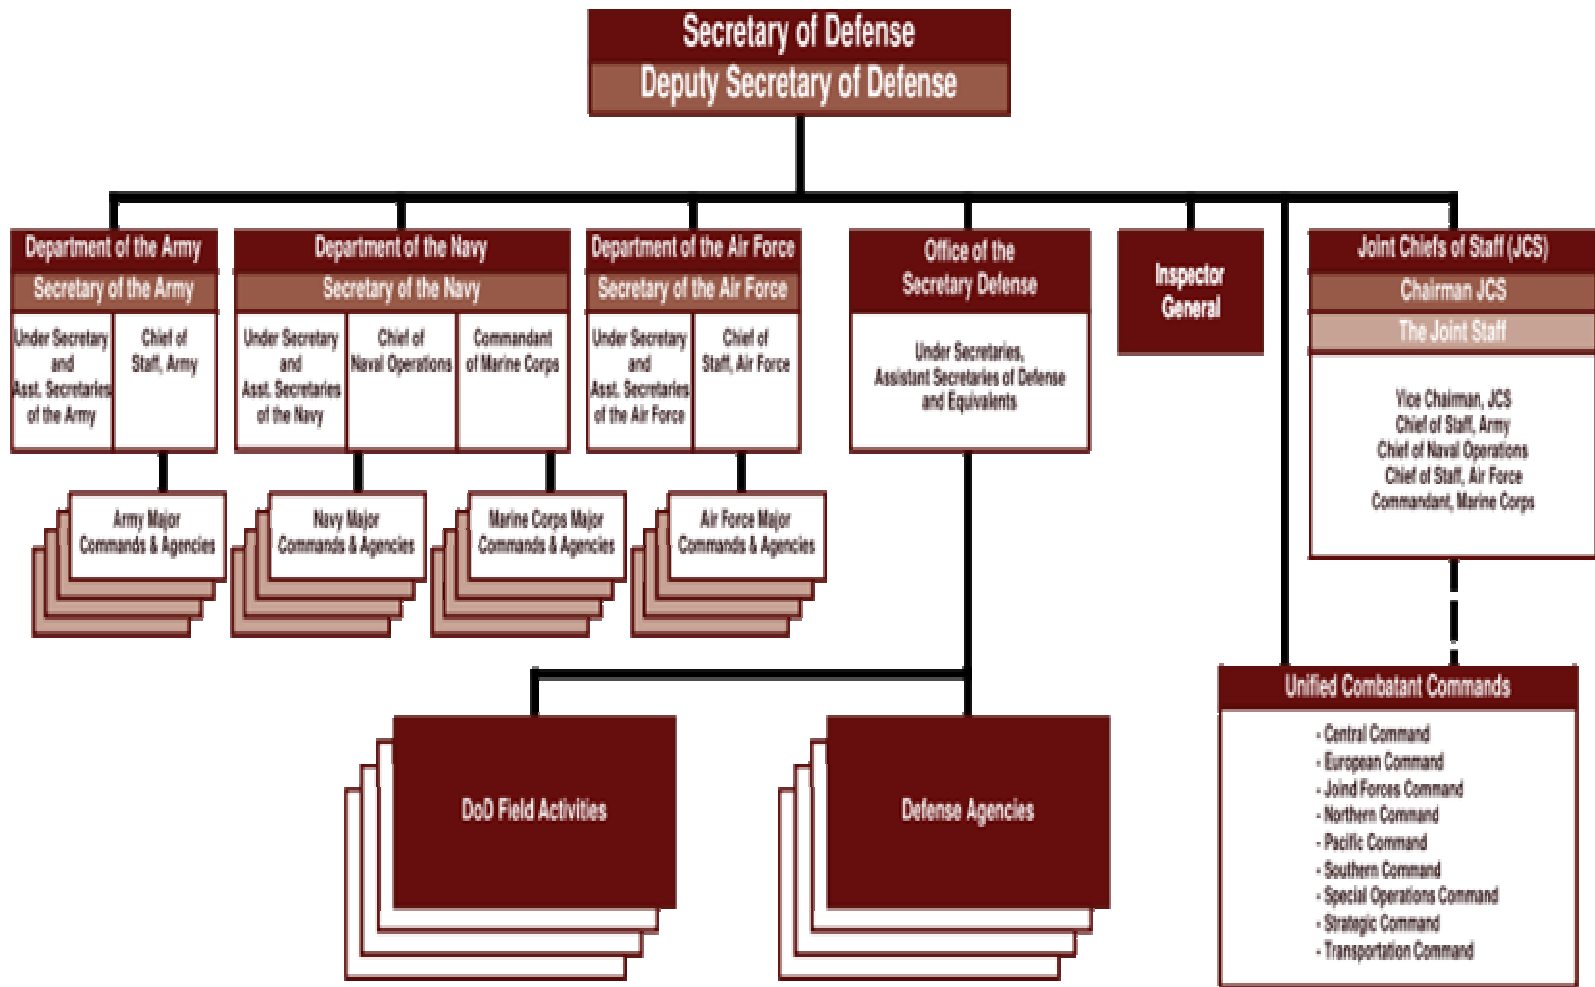 Secretary of Defense
Deputy Secretary of Defense
Department of the Army
Secretary of the Army
Under Secretary
and
Asst. Secretaries
of the Army
Chief of
Staff, Army
Army Major
Commands & Agencies
Department of the Navy
Secretary of the Navy
Under Secretary
and
Asst. Secretaries
of the Navy
Chief of
Naval Operations
Commandant
of Marine Corps
Navy Major
Commands & Agencies
Marine Corps Major
Commands & Agencies
Department of the Air Force
Secretary of the Air Force
Under Secretary
and
Asst. Secretaries
of the Air Force
Chief of
Staff, Air Force
Air Force Major
Commands & Agencies
Office of the
Secretary Defense
Under Secretaries,
Assistant Secretaries of Defense
and Equivalents
DoD Field Activities
Defense Agencies
Inspector
General
Joint Chiefs of Staff (JCS)
Chairman JCS
The Joint Staff
Vice Chairman, JCS
Chief of Staff, Army
Chief of Naval Operations
Chief of Staff, Air Force
Commandant, Marine Corps
Unified Combatant Commands
- Central Command
- European Command
- Joind Forces Command
- Northern Command
- Pacific Command
- Southern Command
- Special Operations Command
- Strategic Command
- Transportation Command